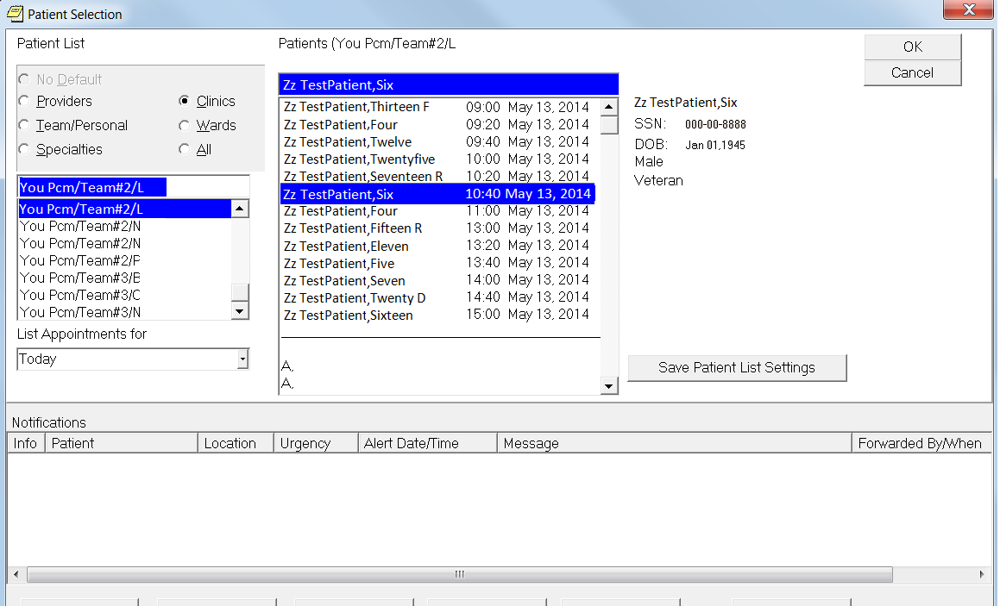 Patient Selection
Patient List
No Default
Providers
Clinics
Team/Personal
Wards
Specialties
All
You Pcm/Team#2/L
You Pcm/Team#2/L
You Pcm/Team#2/N
You Pcm/Team#2/N
You Pcm/Team#2/P
You Pcm/Team#3/B
You Pcm/Team#3/C
You Pcm/Team#3/N
List Appointments for
Today
Patients (You Pcm/Team#2/L
Zz TestPatient,Six
Zz TestPatient,Thirteen F 09:00 May 13, 2014
Zz TestPatient,Four 09:20 May 13, 2014
Zz TestPatient,Twelve 09:40 May 13, 2014
Zz TestPatient,Twentyfive 10:00 May 13, 2014
Zz TestPatient,Seventeen R 10:20 May 13, 2014
Zz TestPatient,Six 10:40 May 13, 2014
Zz TestPatient,Four 11:00 May 13, 2014
Zz TestPatient,Fifteen R 13:00 May 13, 2014
Zz TestPatient,Eleven 13:20 May 13, 2014
Zz TestPatient,Five 13:40 May 13, 2014
Zz TestPatient,Seven 14:00 May 13, 2014
Zz TestPatient,Twenty D 14:40 May 13, 2014
Zz TestPatient,Sixteen 15:00 May 13, 2014
A,
A,
OK
Cancel
Zz TestPatient,Six
SSN: 000-00-8888
DOB: Jan 01,1945
Male
Veteran
Save Patient List Settings
Notifications
Info Patient Location Urgency Alert Date/Time Message Forwarded By/When